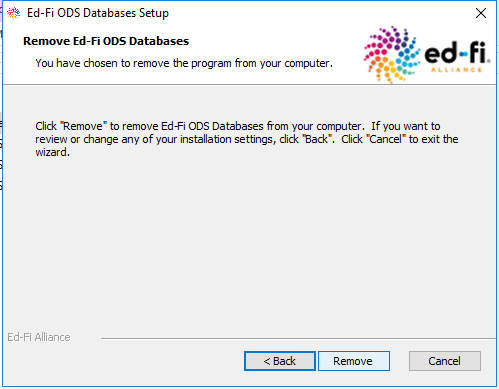 Ed-Fi ODS Databases Setup
Remove Ed-Fi ODS Databases
You have chosen to remove the program from your computer.
ed-fi
ALLIANCE
Click "Remove" to remove Ed-Fi ODS Databases from your computer.  If you want to
review or change any of your installation settings, click "Back".  Click "Cancel" to exit the
wizard.
Ed-Fi Alliance
< Back
Remove
Cancel